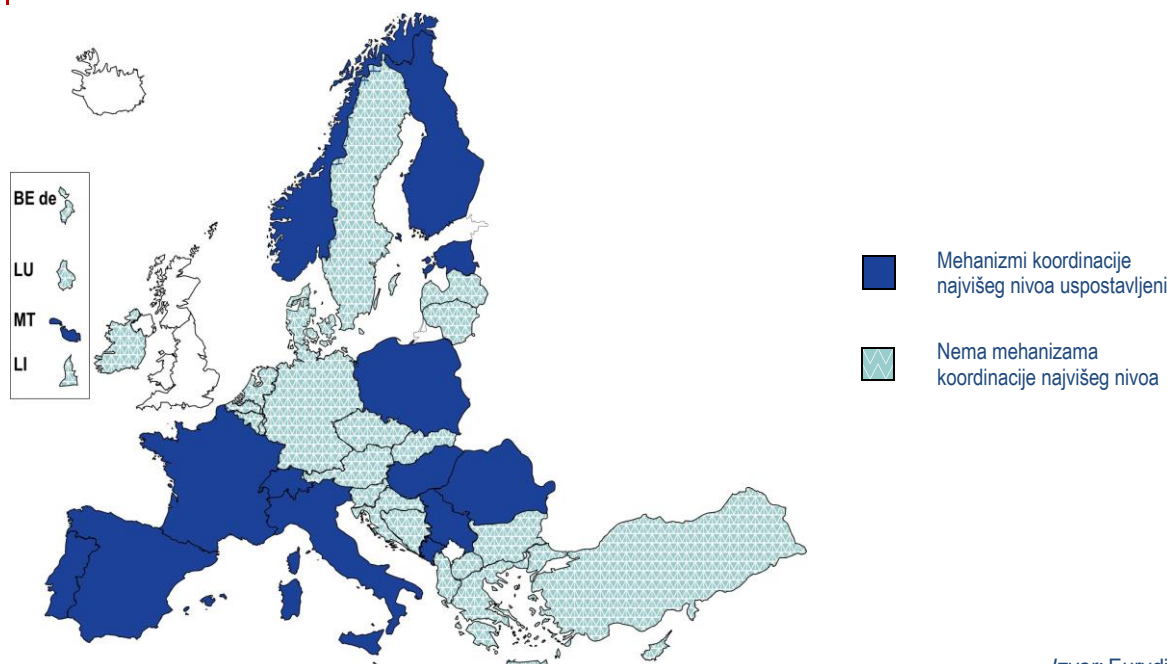 BE de
LU
MT
LI
Mehanizmi koordinacije
najvišeg nivoa uspostavljeni
Nema mehanizama
koordinacije najvišeg nivoa